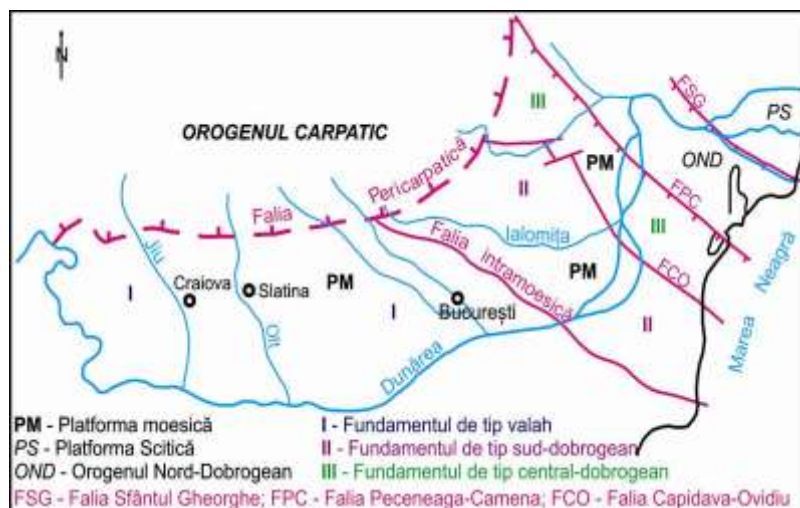 N
FSG
PS
III
OROGENUL CARPATIC
PM
OND
Pericarpatică
II
FPC
Falia
Ialomița
III
Jiu
Falia intramoesică
I
Craiova
Slatina
PM
PM
FCO
Marea Neagră
I
București
II
Olt
Dunărea
PM - Platforma moesică
I - Fundamentul de tip valah
PS - Platforma Scitică
II - Fundamentul de tip sud-dobrogean
OND - Orogenul Nord-Dobrogean
III - Fundamentul de tip central-dobrogean
FSG - Falia Sfântul Gheorghe; FPC - Falia Peceneaga-Camena; FCO - Falia Capidava-Ovidiu